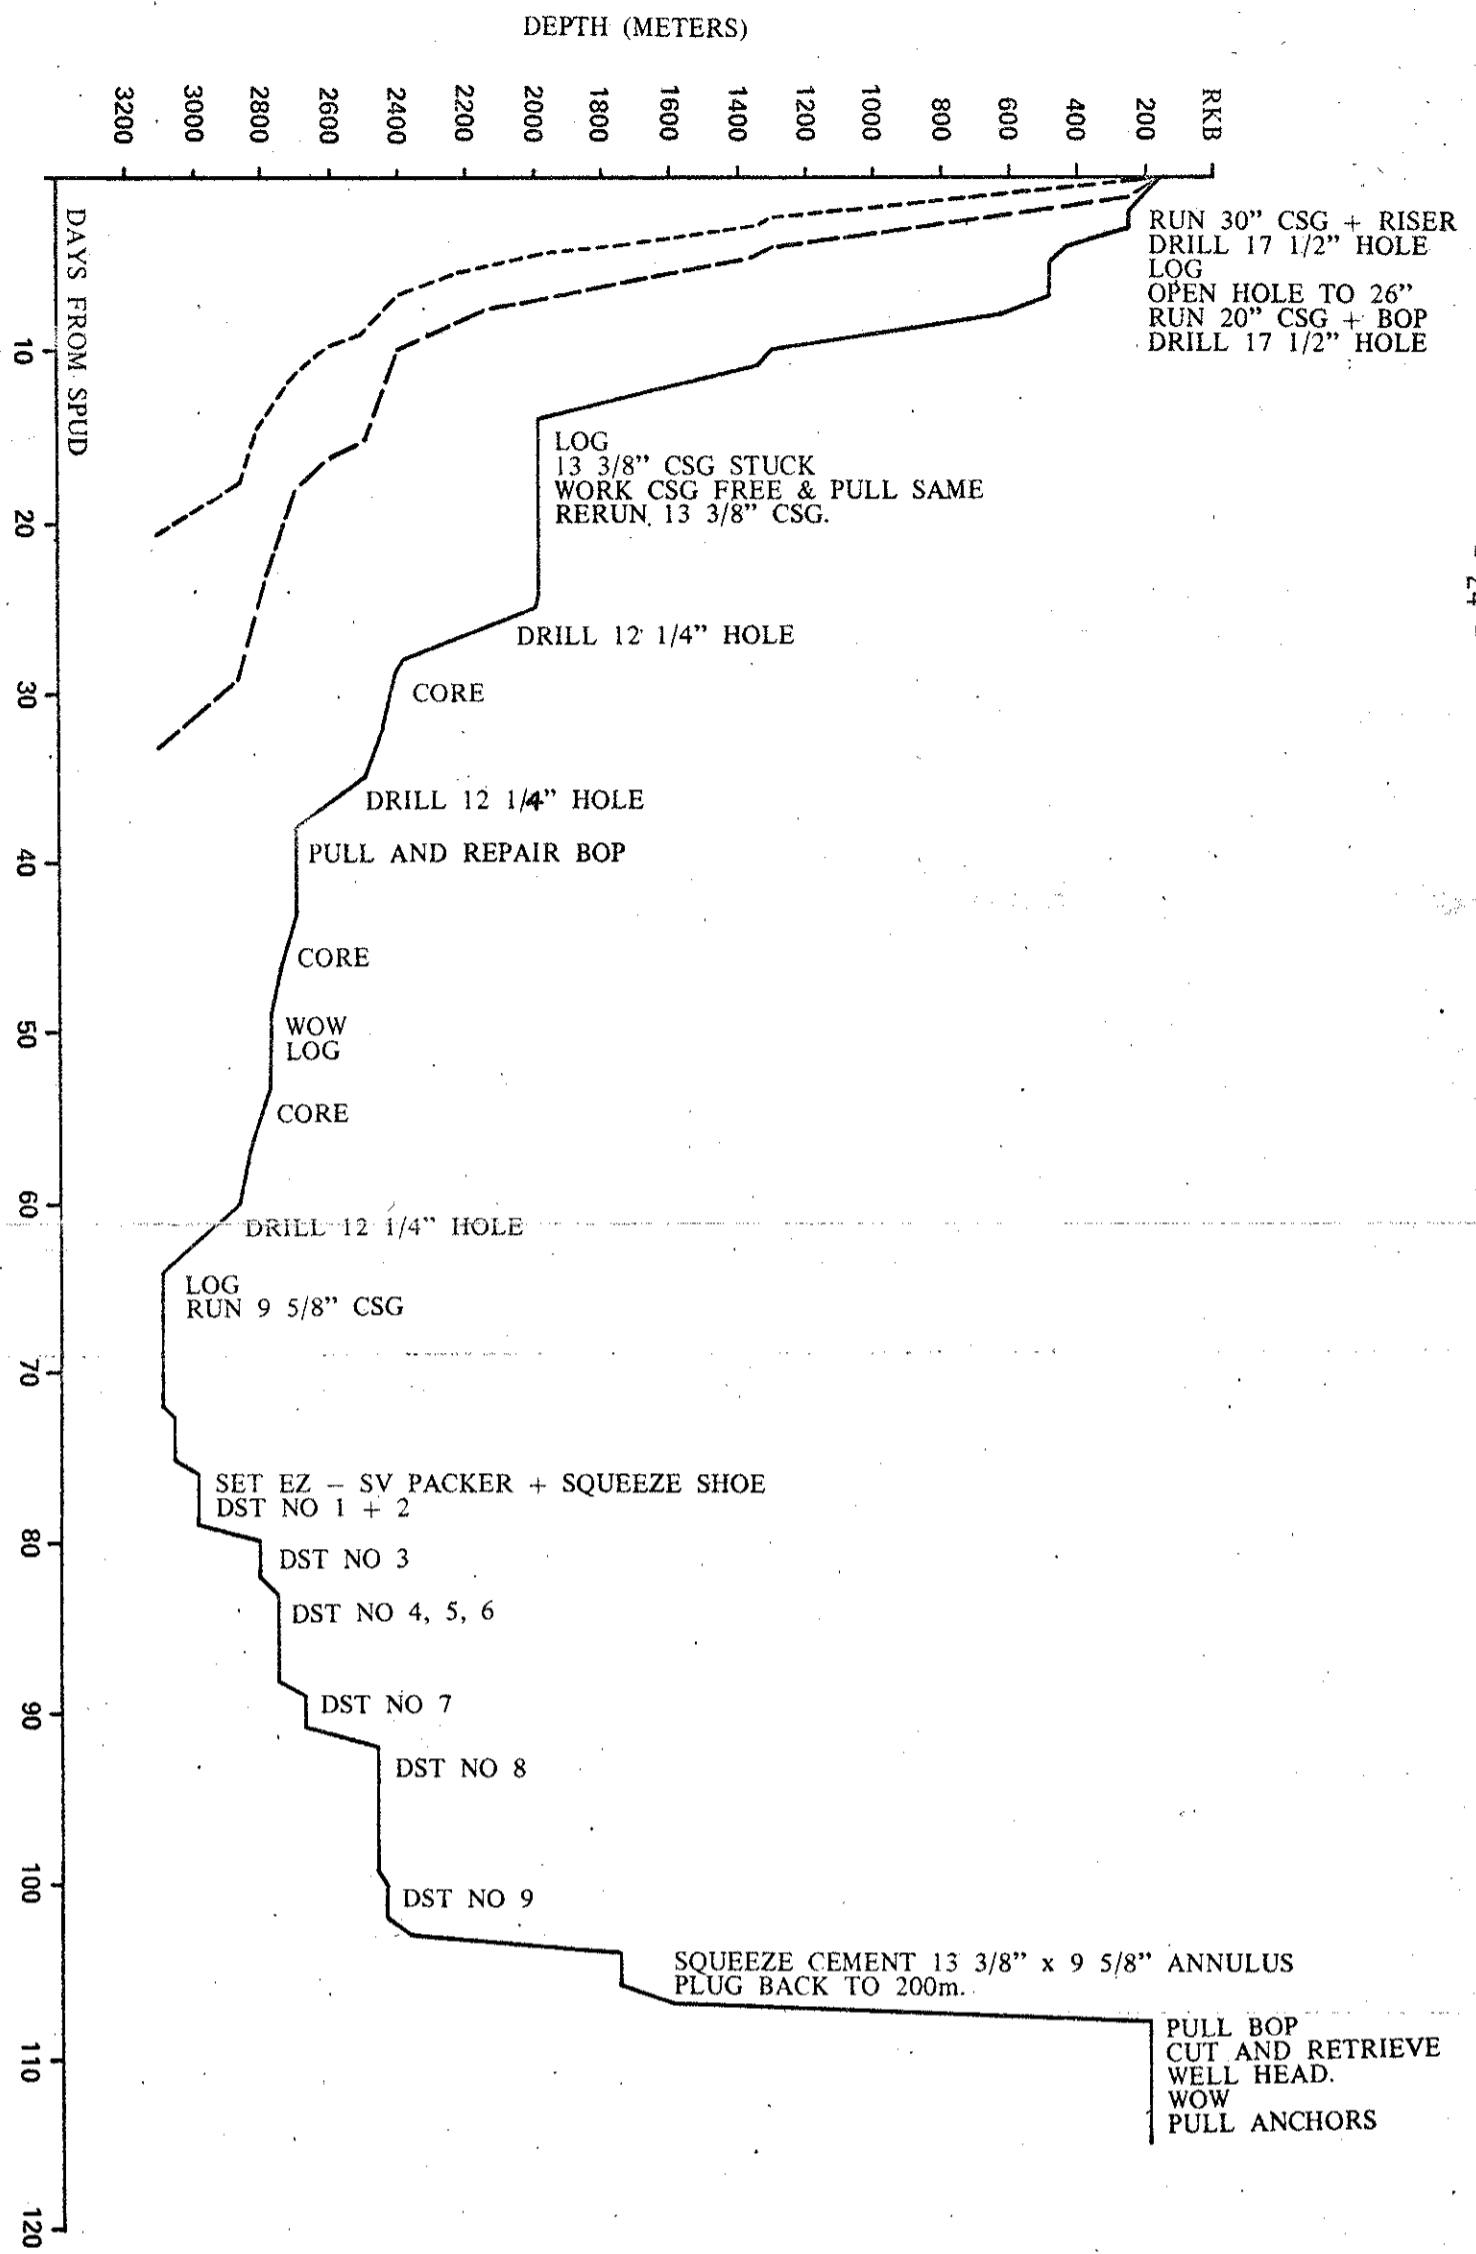 - 24 -
DEPTH (METERS)
RKB
200
400
600
800
1000
1200
1400
1600
1800
2000
2200
2400
2600
2800
3000
3200
DAYS FROM SPUD
10
20
30
40
50
60
70
80
90
100
110
120
RUN 30” CSG + RISER
DRILL 17 1/2” HOLE
LOG
OPEN HOLE TO 26”
RUN 20” CSG + BOP
DRILL 17 1/2” HOLE
LOG
13 3/8” CSG STUCK
WORK CSG FREE & PULL SAME
RERUN 13 3/8” CSG.
DRILL 12 1/4” HOLE
CORE
DRILL 12 1/4” HOLE
PULL AND REPAIR BOP
CORE
WOW
LOG
CORE
DRILL 12 1/4” HOLE
LOG
RUN 9 5/8” CSG
SET EZ – SV PACKER + SQUEEZE SHOE
DST NO 1 + 2
DST NO 3
DST NO 4, 5, 6
DST NO 7
DST NO 8
DST NO 9
SQUEEZE CEMENT 13 3/8” x 9 5/8” ANNULUS
PLUG BACK TO 200m.
PULL BOP
CUT AND RETRIEVE
WELL HEAD.
WOW
PULL ANCHORS